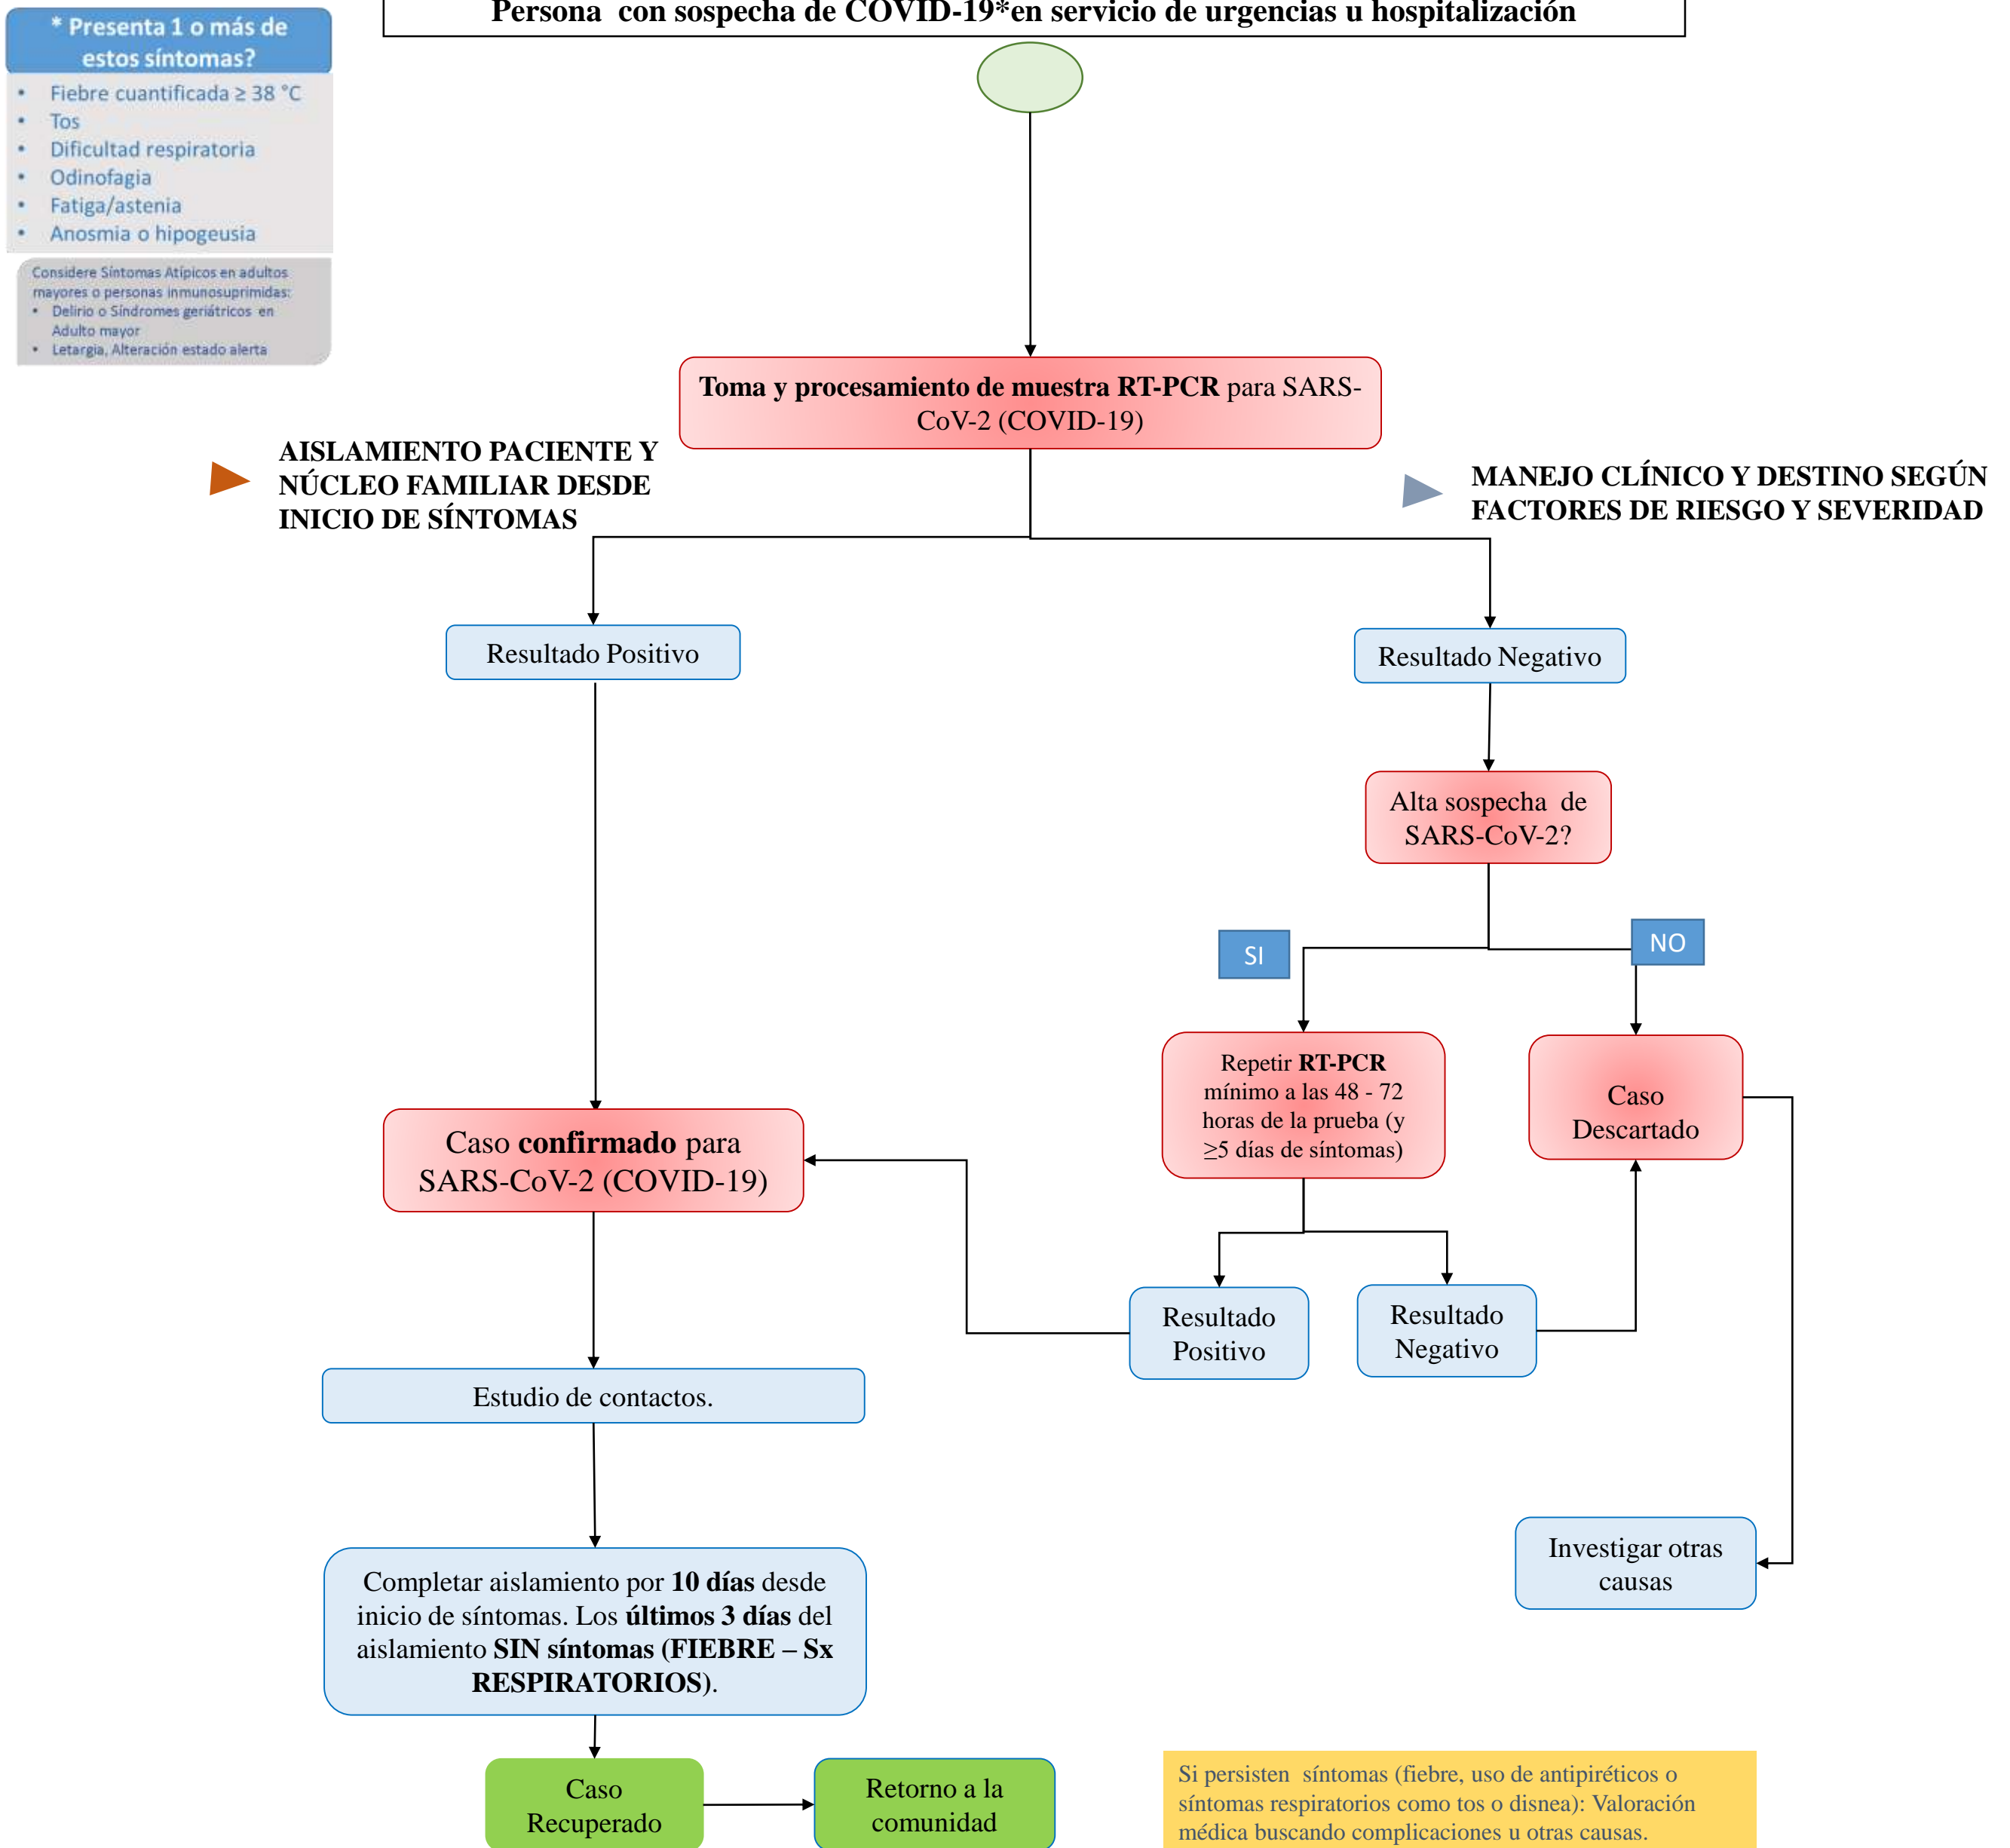 Persona con sospecha de COVID-19*en servicio de urgencias u hospitalización
* Presenta 1 o más de
estos síntomas?
• Fiebre cuantificada ≥ 38 °C
• Tos
• Dificultad respiratoria
• Odinofagia
• Fatiga/astenia
• Anosmia o hipogeusia
Considere Síntomas Atípicos en adultos
mayores o personas inmunosuprimidas:
• Delirio o Síndromes geriátricos en
Adulto mayor
• Letargia, Alteración estado alerta
Toma y procesamiento de muestra RT-PCR para SARS-
CoV-2 (COVID-19)
AISLAMIENTO PACIENTE Y
NÚCLEO FAMILIAR DESDE
INICIO DE SÍNTOMAS
MANEJO CLÍNICO Y DESTINO SEGÚN
FACTORES DE RIESGO Y SEVERIDAD
Resultado Positivo
Resultado Negativo
Alta sospecha de
SARS-CoV-2?
SI
NO
Repetir RT-PCR
mínimo a las 48 - 72
horas de la prueba (y
≥5 días de síntomas)
Caso
Descartado
Caso confirmado para
SARS-CoV-2 (COVID-19)
Resultado
Positivo
Resultado
Negativo
Estudio de contactos.
Investigar otras
causas
Completar aislamiento por 10 días desde
inicio de síntomas. Los últimos 3 días del
aislamiento SIN síntomas (FIEBRE – Sx
RESPIRATORIOS).
Caso
Recuperado
Retorno a la
comunidad
Si persisten síntomas (fiebre, uso de antipiréticos o
síntomas respiratorios como tos o disnea): Valoración
médica buscando complicaciones u otras causas.